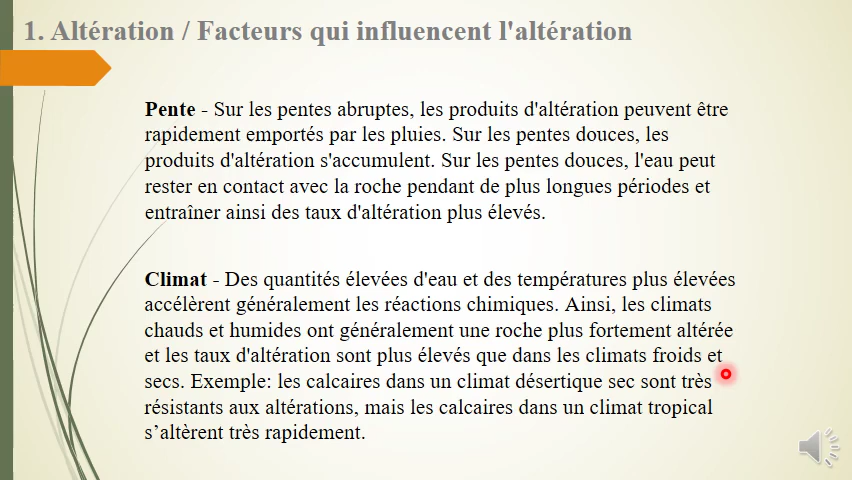 1. Altération / Facteurs qui influencent l'altération
Pente - Sur les pentes abruptes, les produits d'altération peuvent être
rapidement emportés par les pluies. Sur les pentes douces, les
produits d'altération s'accumulent. Sur les pentes douces, l'eau peut
rester en contact avec la roche pendant de plus longues périodes et
entraîner ainsi des taux d'altération plus élevés.
Climat - Des quantités élevées d'eau et des températures plus élevées
accélèrent généralement les réactions chimiques. Ainsi, les climats
chauds et humides ont généralement une roche plus fortement altérée
et les taux d'altération sont plus élevés que dans les climats froids et
secs. Exemple: les calcaires dans un climat désertique sec sont très
résistants aux altérations, mais les calcaires dans un climat tropical
s’altèrent très rapidement.